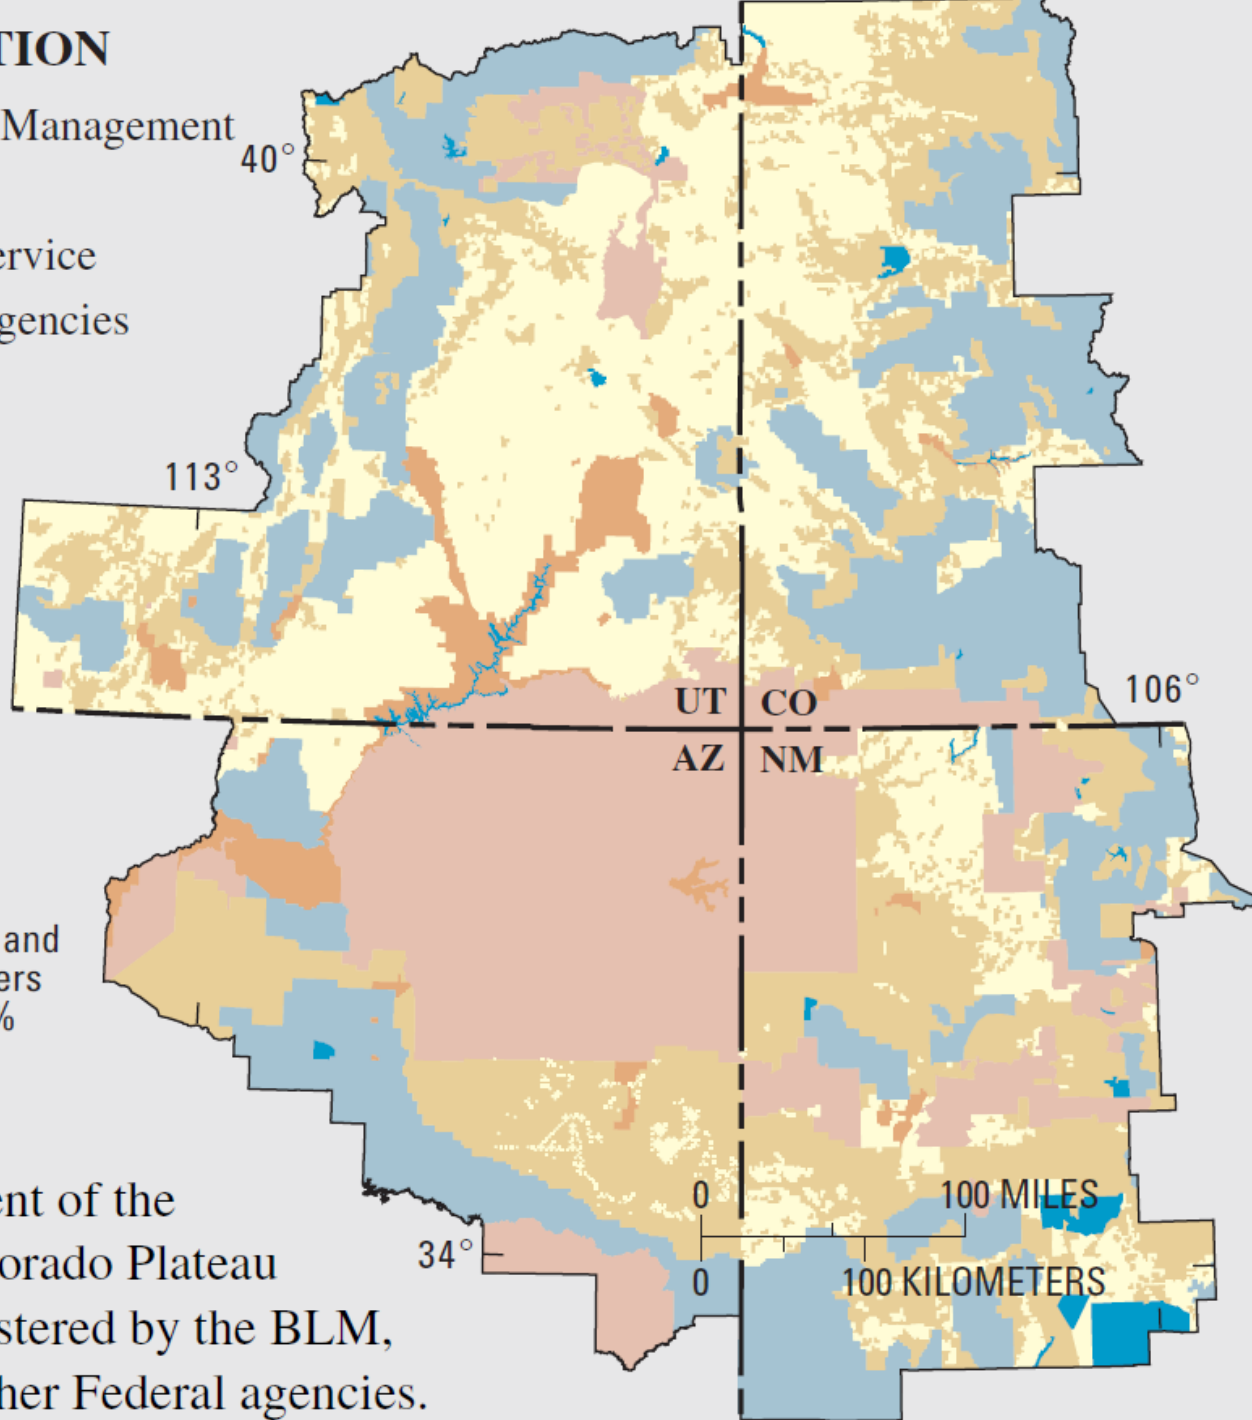 TION
Management
40°
ervice
gencies
113°
UT CO
106°
AZ NM
and
ers
%
ent of the
0 100 MILES
orado Plateau
34°
0 100 KILOMETERS
stered by the BLM,
her Federal agencies.